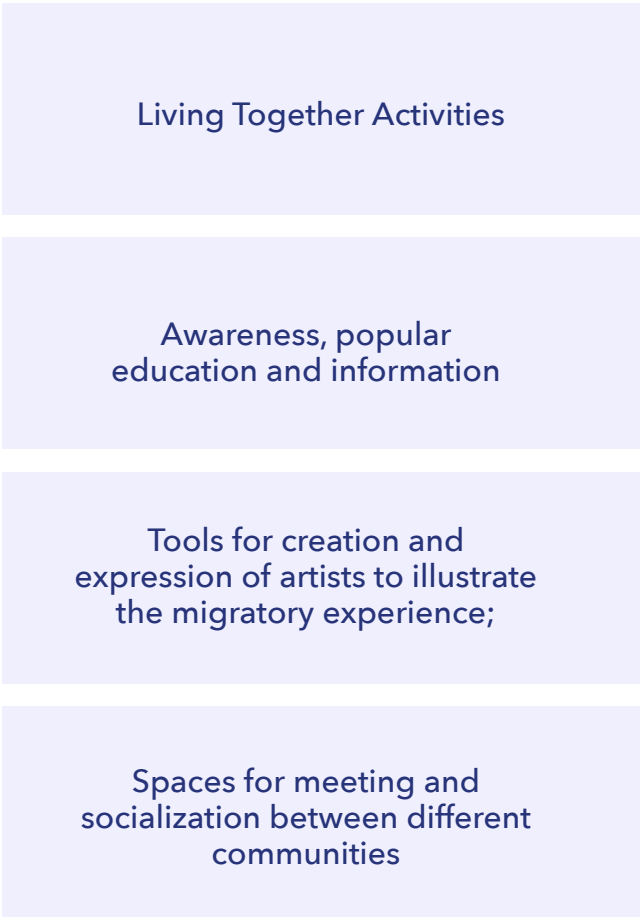 Living Together Activities
Awareness, popular
education and information
Tools for creation and
expression of artists to illustrate
the migratory experience;
Spaces for meeting and
socialization between different
communities